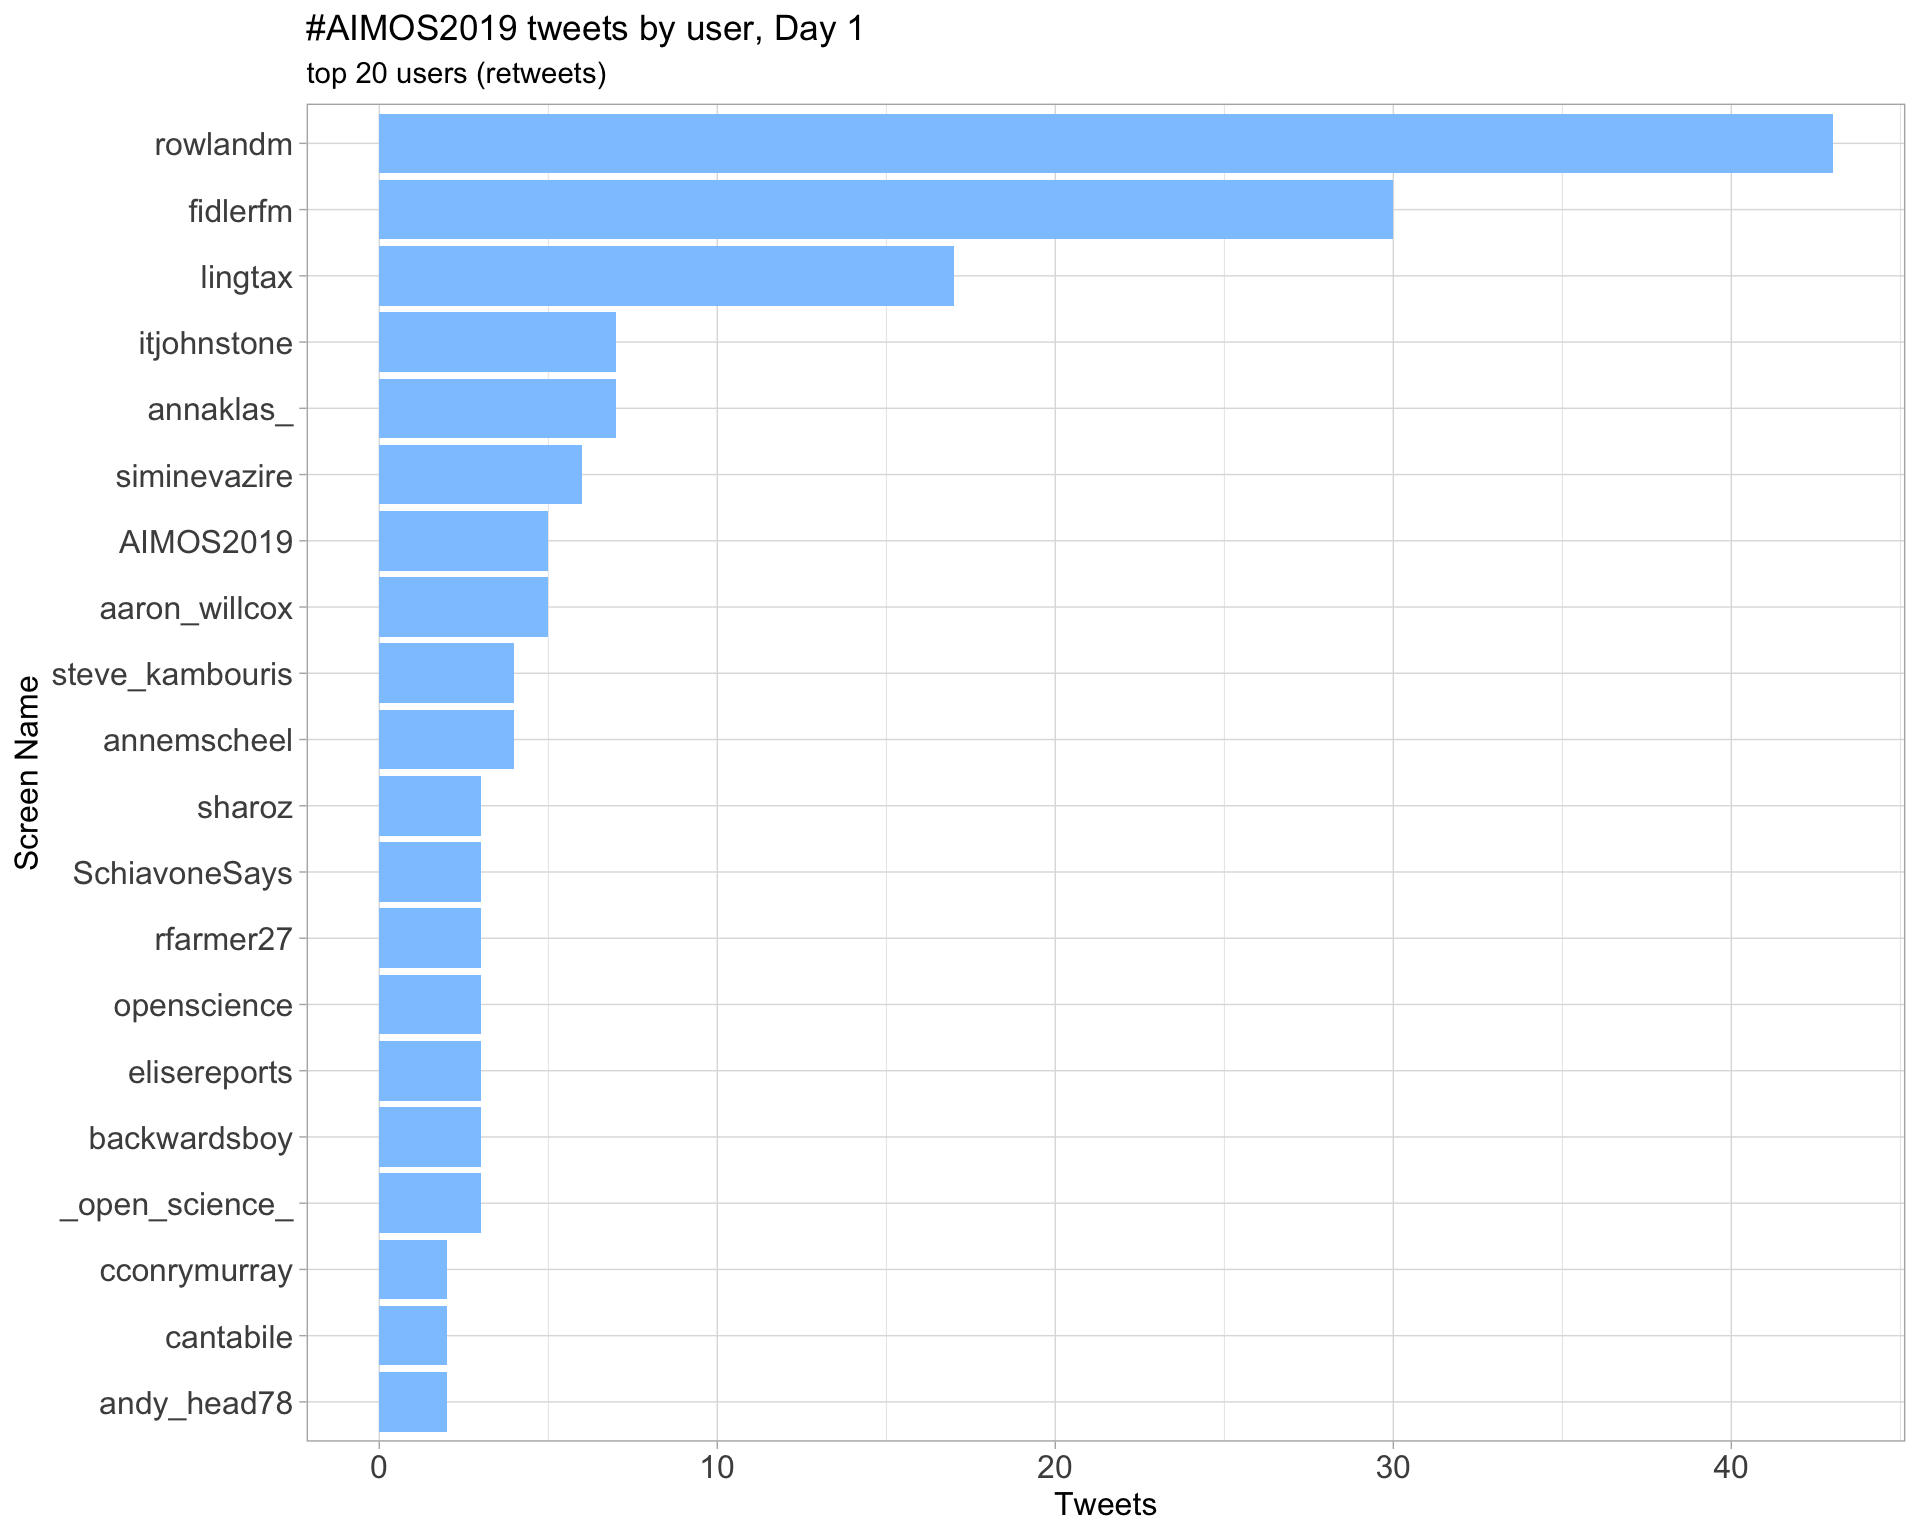 #AIMOS2019 tweets by user, Day 1
top 20 users (retweets)
rowlandm
fidlerfm
lingtax
itjohnstone
annaklas_
siminevazire
AIMOS2019
aaron_willcox
steve_kambouris
annemscheel
sharoz
SchiavoneSays
rfarmer27
openscience
elisereports
backwardsboy
_open_science_
cconrymurray
cantabile
andy_head78
Screen Name
0 10 20 30 40
Tweets